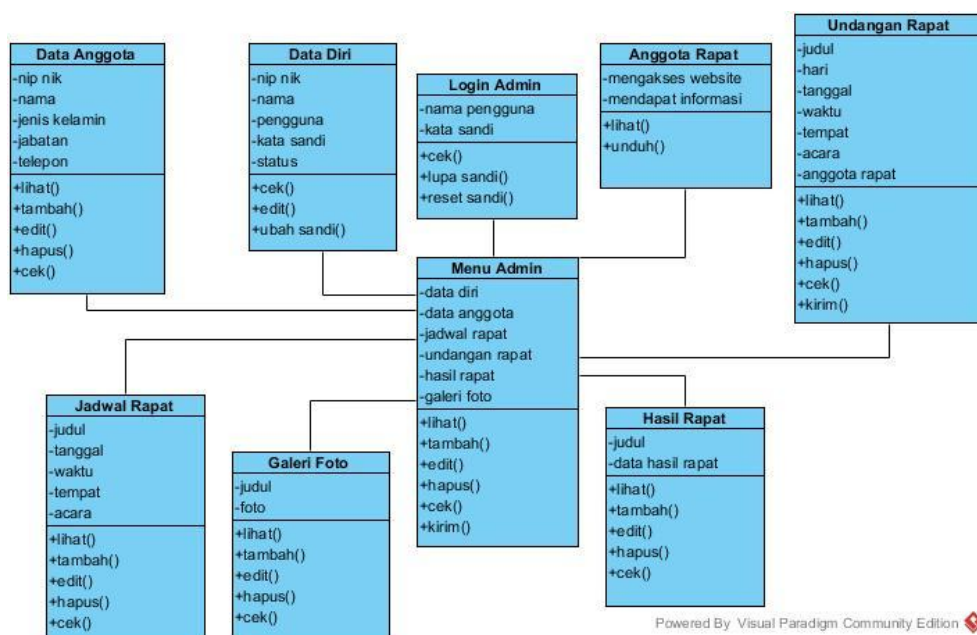 Data Anggota
-nip nik
-nama
-jenis kelamin
-jabatan
-telepon
+lihat()
+tambah()
+edit()
+hapus()
+cek()
Data Diri
-nip nik
-nama
-pengguna
-kata sandi
-status
+cek()
+edit()
+ubah sandi()
Login Admin
-nama pengguna
-kata sandi
+cek()
+lupa sandi()
+reset sandi()
Anggota Rapat
-mengakses website
-mendapat informasi
+lihat()
+unduh()
Undangan Rapat
-judul
-hari
-tanggal
-waktu
-tempat
-acara
-anggota rapat
+lihat()
+tambah()
+edit()
+hapus()
+cek()
+kirim()
Menu Admin
-data diri
-data anggota
-jadwal rapat
-undangan rapat
-hasil rapat
-galeri foto
+lihat()
+tambah()
+edit()
+hapus()
+cek()
+kirim()
Jadwal Rapat
-judul
-tanggal
-waktu
-tempat
-acara
+lihat()
+tambah()
+edit()
+hapus()
+cek()
Galeri Foto
-judul
-foto
+lihat()
+tambah()
+edit()
+hapus()
+cek()
Hasil Rapat
-judul
-data hasil rapat
+lihat()
+tambah()
+edit()
+hapus()
+cek()
Powered By Visual Paradigm Community Edition